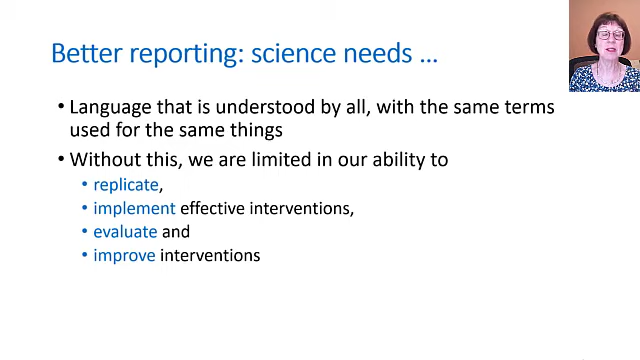 Better reporting: science needs …
• Language that is understood by all, with the same terms
used for the same things
• Without this, we are limited in our ability to
• replicate,
• implement effective interventions,
• evaluate and
• improve interventions